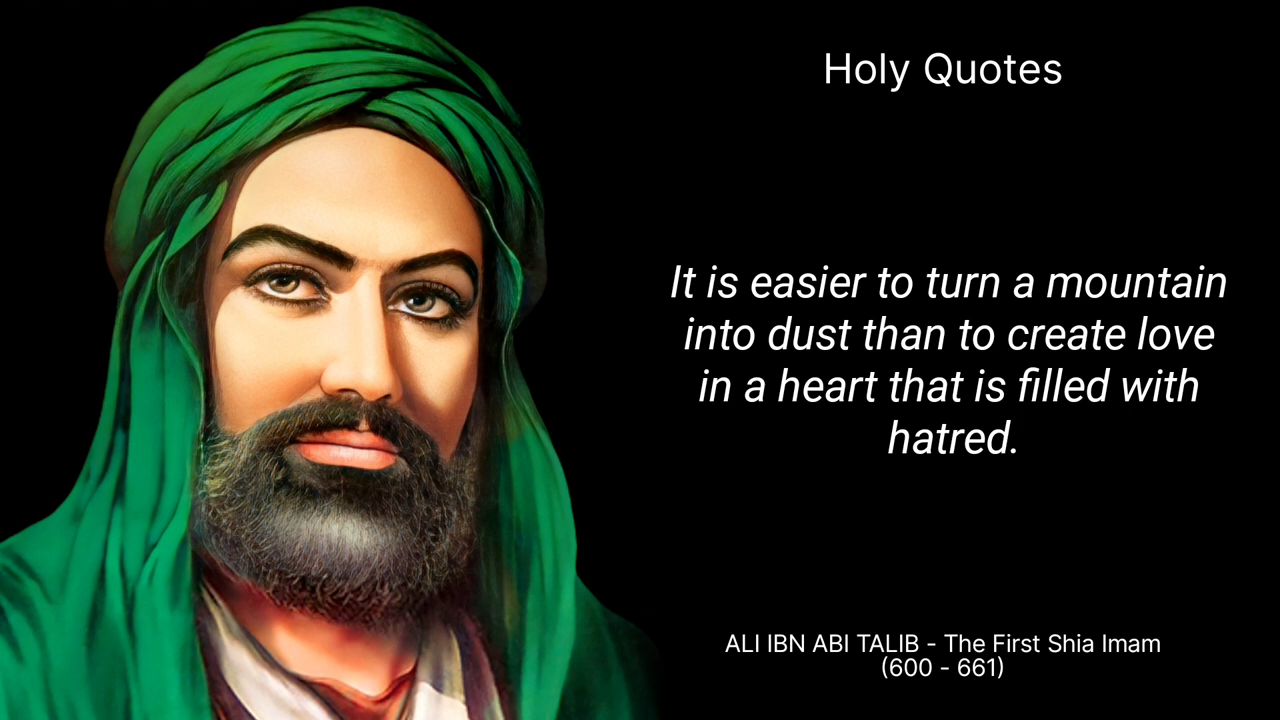 Holy Quotes
It is easier to turn a mountain
into dust than to create love
in a heart that is filled with
hatred.
ALI IBN ABI TALIB - The First Shia Imam
(600 - 661)